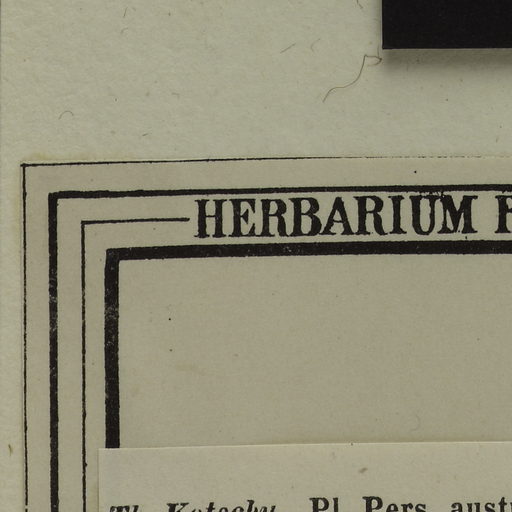 HERBARIUM
Th. Kotschy. Pl. Pers. austr